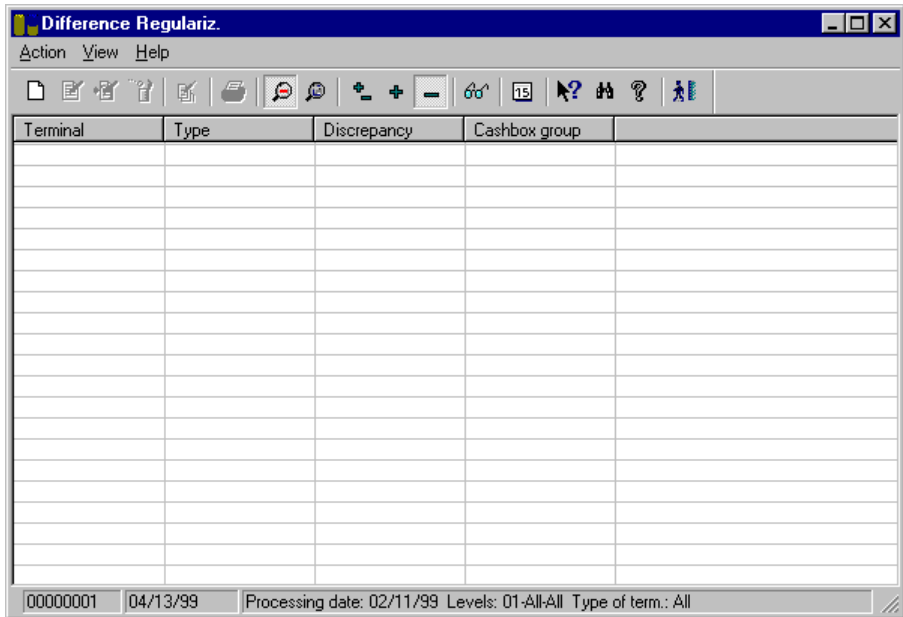 Difference Regulariz.
Action View Help
15
Terminal Type Discrepancy Cashbox group
00000001 04/13/99 Processing date: 02/11/99 Levels: 01-All-All Type of term.: All